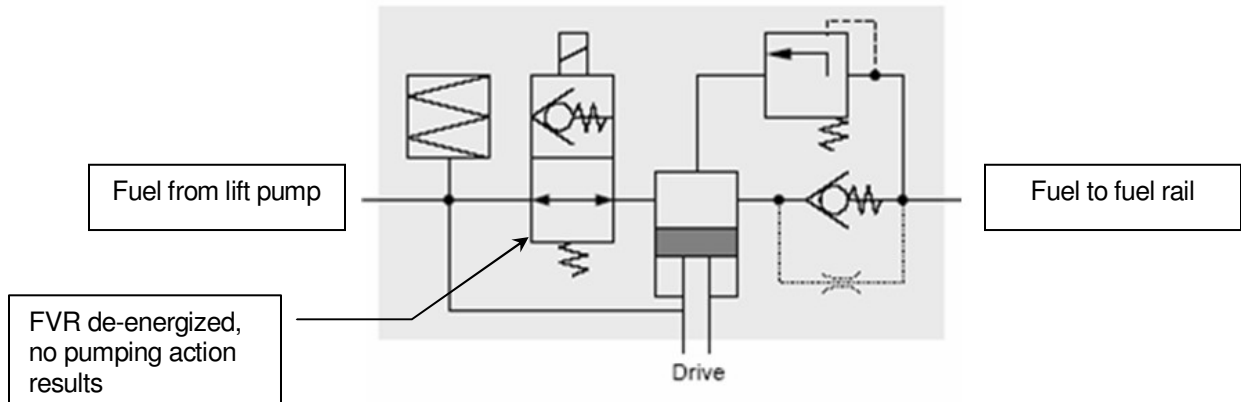 Fuel from lift pump
Fuel to fuel rail
FVR de-energized,
no pumping action
results
Drive